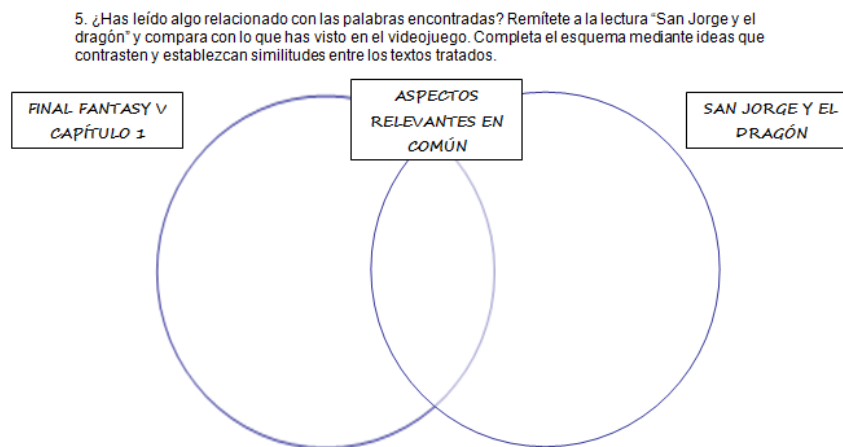 5. ¿Has leído algo relacionado con las palabras encontradas? Remítete a la lectura “San Jorge y el
dragón” y compara con lo que has visto en el videojuego. Completa el esquema mediante ideas que
contrasten y establezcan similitudes entre los textos tratados.
FINAL FANTASY V
CAPÍTULO 1
ASPECTOS
RELEVANTES EN
COMÚN
SAN JORGE Y EL
DRAGÓN